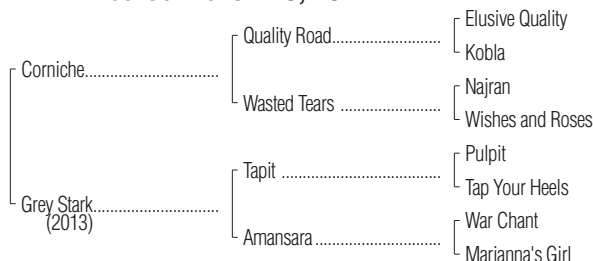 Corniche
Grey Stark
(2013)
Quality Road
Wasted Tears
Tapit
Amansara
Elusive Quality
Kobla
Najran
Wishes and Roses
Pulpit
Tap Your Heels
War Chant
Marianna's Girl